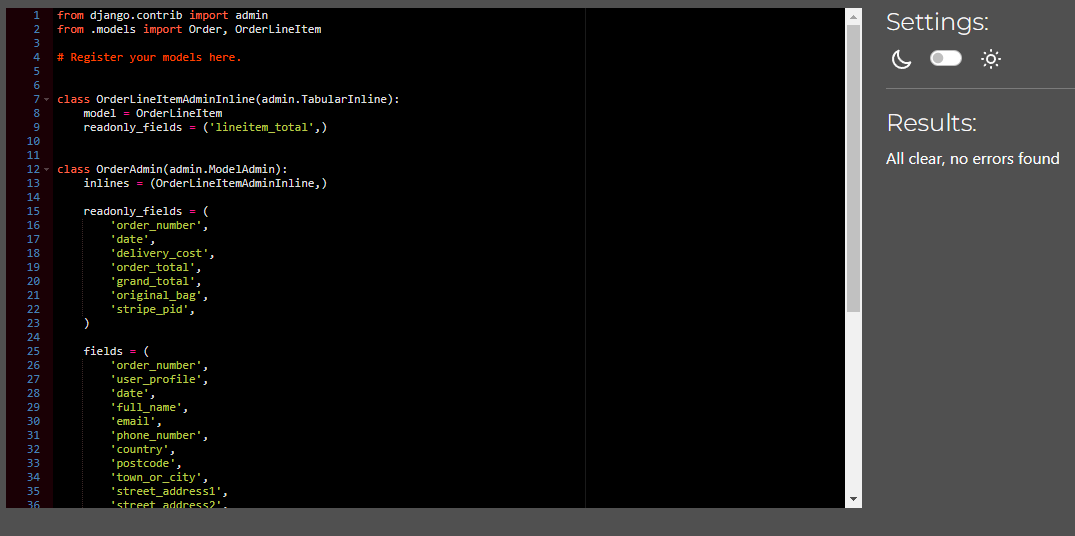 1 from django.contrib import admin
2 from .models import Order, OrderLineItem
3
4 # Register your models here.
5
6
7 class OrderLineItemAdminInline(admin.TabularInline):
8     model = OrderLineItem
9     readonly_fields = ('lineitem_total',)
10
11
12 class OrderAdmin(admin.ModelAdmin):
13     inlines = (OrderLineItemAdminInline,)
14
15     readonly_fields = (
16         'order_number',
17         'date',
18         'delivery_cost',
19         'order_total',
20         'grand_total',
21         'original_bag',
22         'stripe_pid',
23     )
24
25     fields = (
26         'order_number',
27         'user_profile',
28         'date',
29         'full_name',
30         'email',
31         'phone_number',
32         'country',
33         'postcode',
34         'town_or_city',
35         'street_address1',
36         'street_address2',
Settings:
Results:
All clear, no errors found